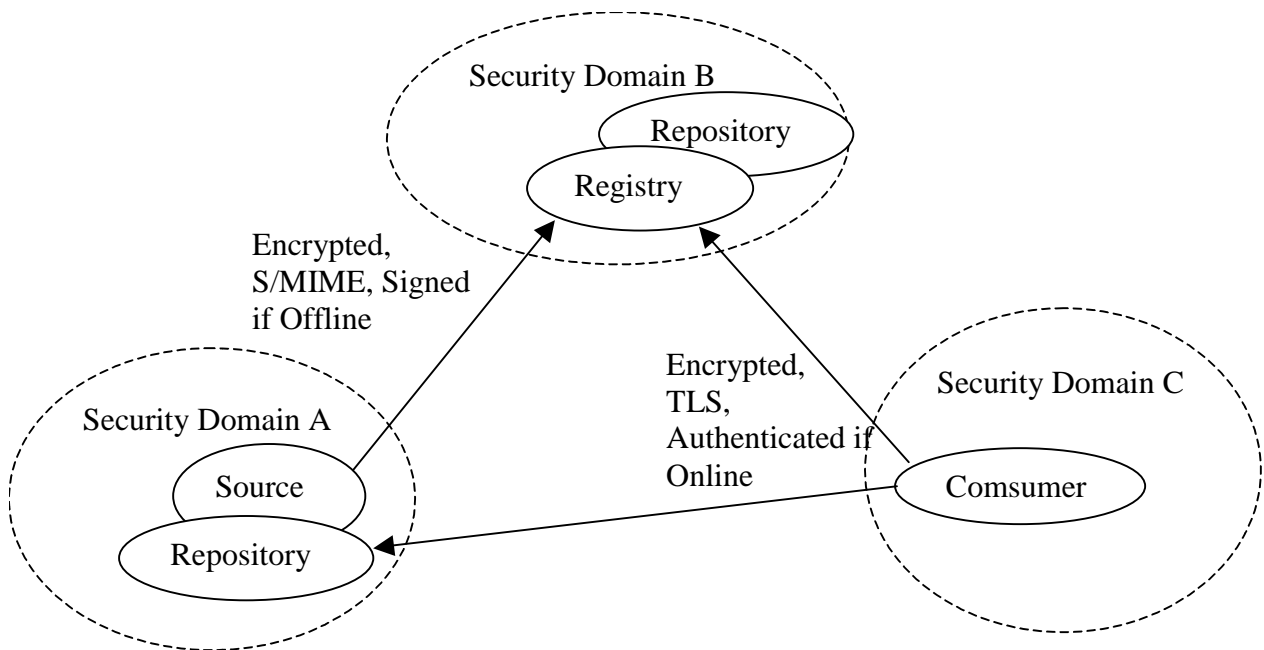 Security Domain B
Repository
Registry
Encrypted,
S/MIME, Signed
if Offline
Encrypted,
TLS,
Authenticated if
Online
Security Domain C
Comsumer
Security Domain A
Source
Repository